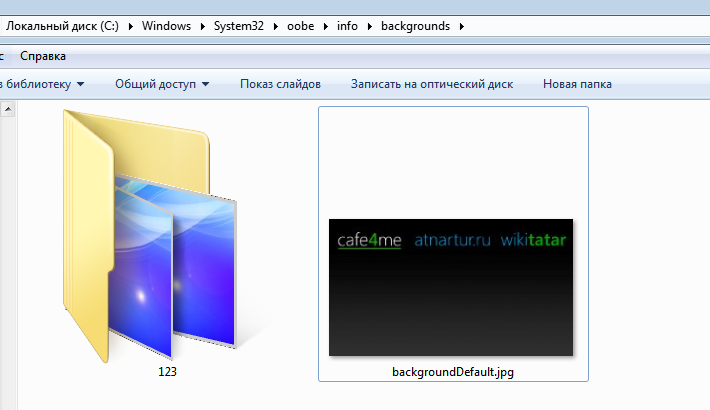 Локальный диск (C:) Windows System32 oobe info backgrounds
с Справка
в библиотеку Общий доступ Показ слайдов Записать на оптический диск Новая папка
cafe4me atnartur.ru wikitatar
123 backgroundDefault.jpg